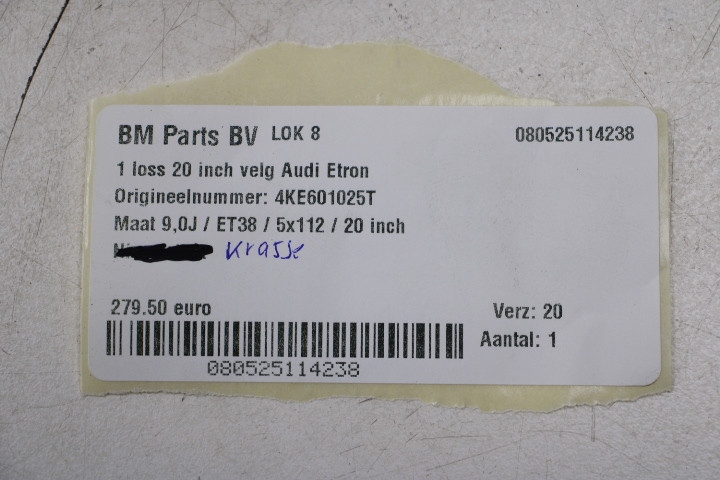 BM Parts BV LOK 8 080525114238
1 loss 20 inch velg Audi Etron
Origineelnummer: 4KE601025T
Maat 9,0J / ET38 / 5x112 / 20 inch
Krasse
279.50 euro Verz: 20
Aantal: 1
080525114238